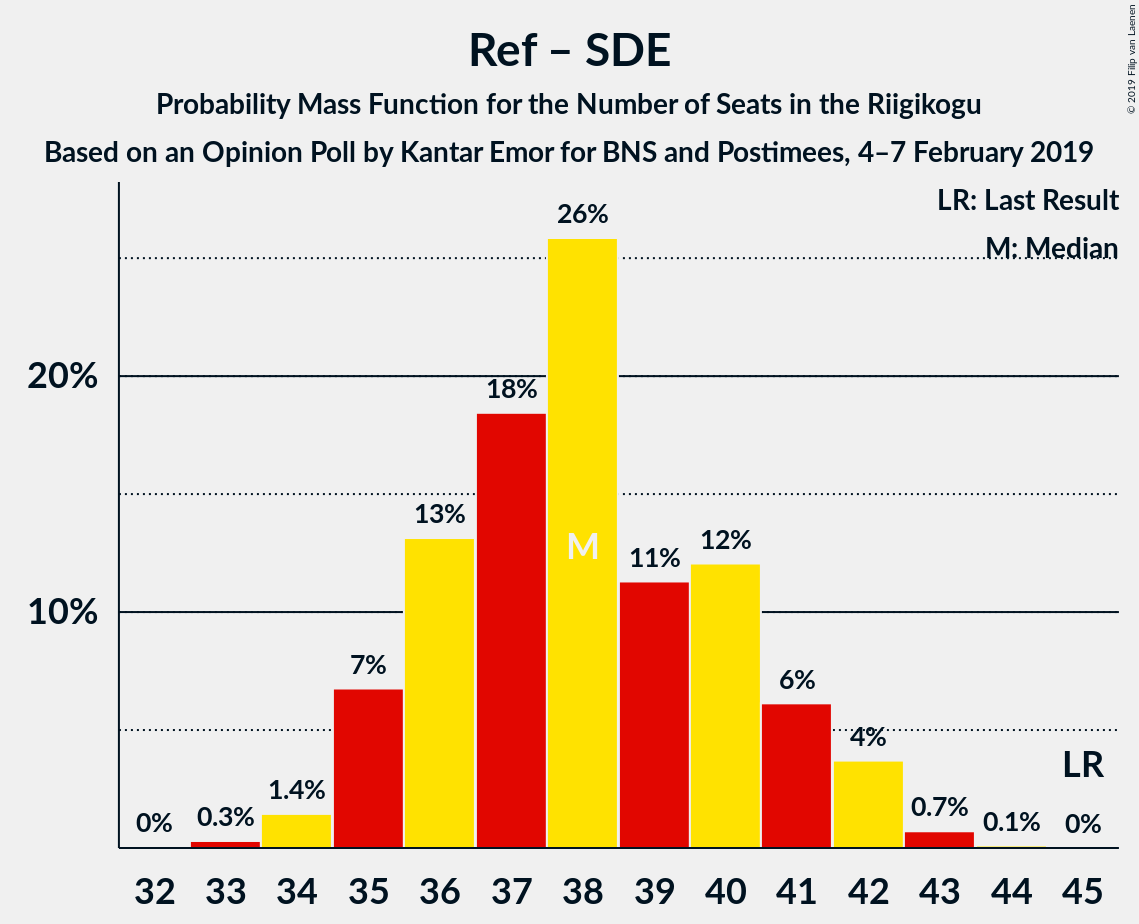 Ref – SDE
Probability Mass Function for the Number of Seats in the Riigikogu
Based on an Opinion Poll by Kantar Emor for BNS and Postimees, 4–7 February 2019
© 2019 Filip van Laenen
LR: Last Result
M: Median
26%
20%
18%
13%
M
11%
12%
10%
7%
6%
4%
LR
0%
0.3%
1.4%
0.7%
0.1%
0%
32 33 34 35 36 37 38 39 40 41 42 43 44 45